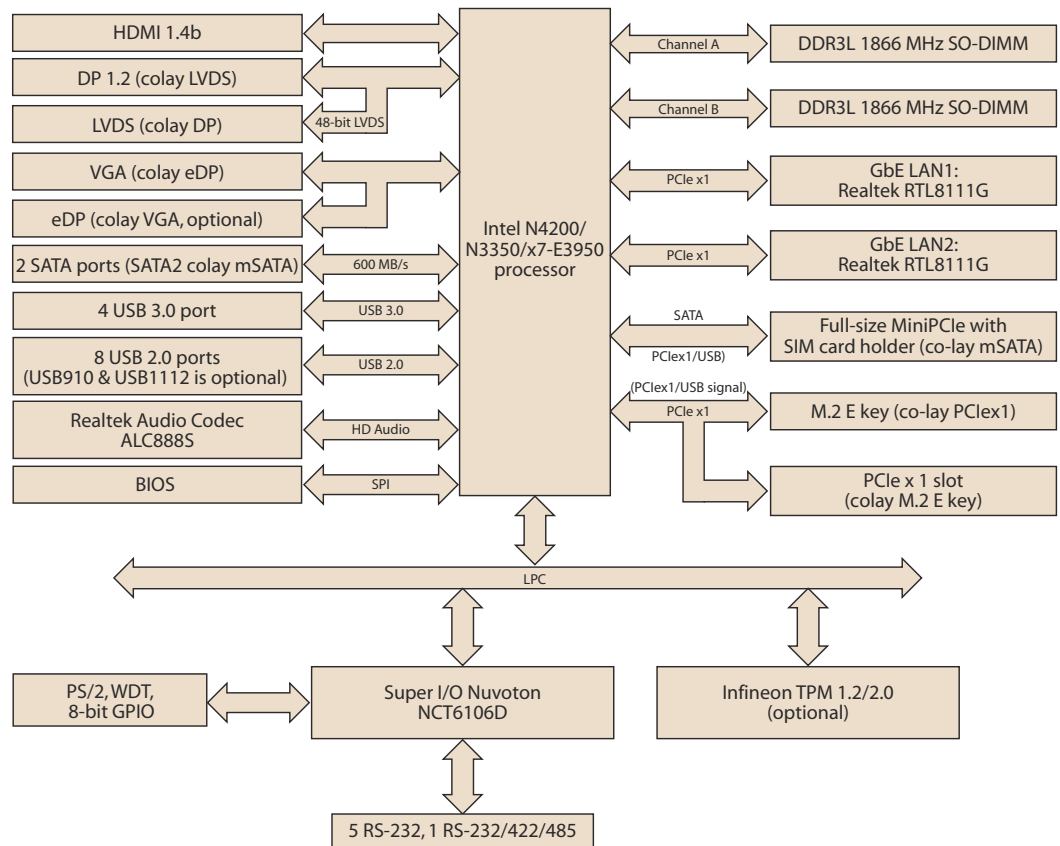 HDMI 1.4b
DP 1.2 (colay LVDS)
LVDS (colay DP)
48-bit LVDS
VGA (colay eDP)
eDP (colay VGA, optional)
2 SATA ports (SATA2 colay mSATA)
600 MB/s
4 USB 3.0 port
USB 3.0
8 USB 2.0 ports
(USB910 & USB1112 is optional)
USB 2.0
Realtek Audio Codec
ALC888S
HD Audio
BIOS
SPI
Intel N4200/
N3350/x7-E3950
processor
Channel A
DDR3L 1866 MHz SO-DIMM
Channel B
DDR3L 1866 MHz SO-DIMM
PCIe x1
GbE LAN1:
Realtek RTL8111G
PCIe x1
GbE LAN2:
Realtek RTL8111G
SATA
PCIex1/USB)
Full-size MiniPCIe with
SIM card holder (co-lay mSATA)
(PCIex1/USB signal)
PCIe x1
M.2 E key (co-lay PCIex1)
PCIe x 1 slot
(colay M.2 E key)
LPC
PS/2, WDT,
8-bit GPIO
Super I/O Nuvoton
NCT6106D
Infineon TPM 1.2/2.0
(optional)
5 RS-232, 1 RS-232/422/485